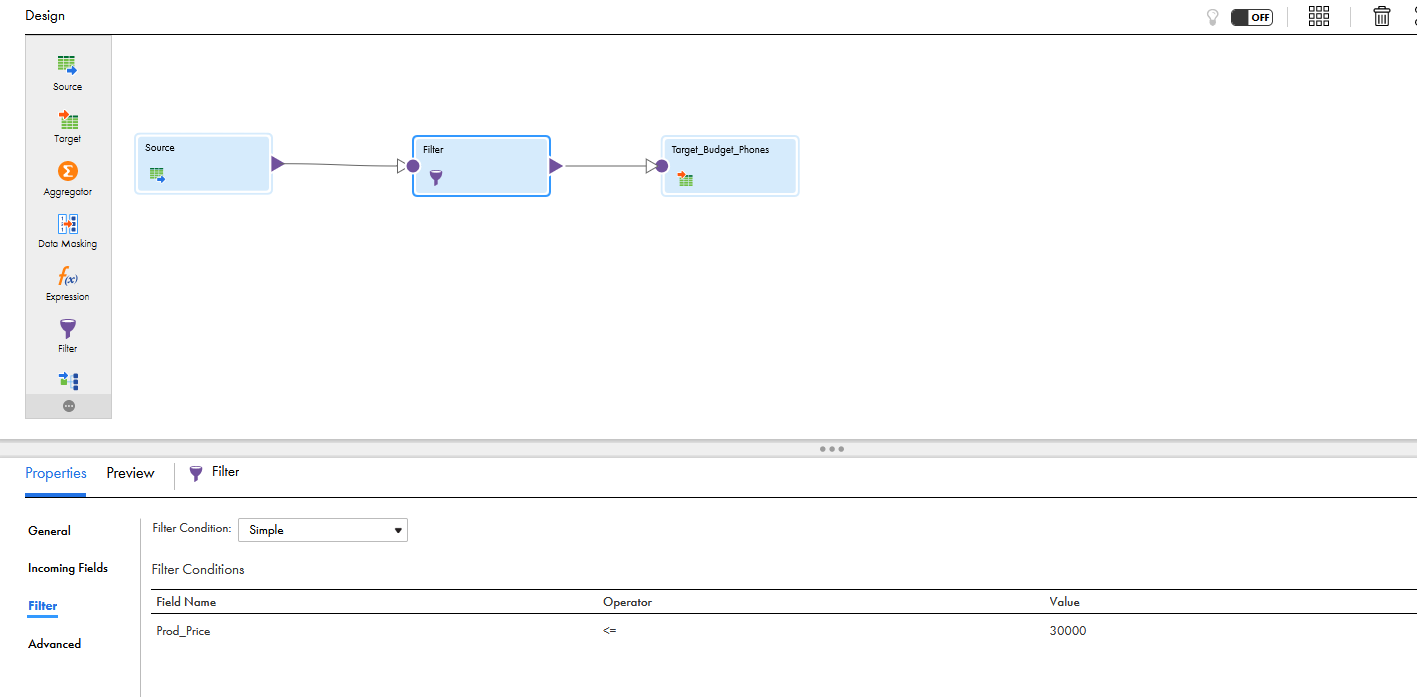 Design
OFF
Source
Target
Aggregator
Data Masking
Expression
Filter
Source
Filter
Target_Budget_Phones
Properties Preview Filter
General
Incoming Fields
Filter
Advanced
Filter Condition: Simple
Filter Conditions
Field Name Operator Value
Prod_Price <= 30000